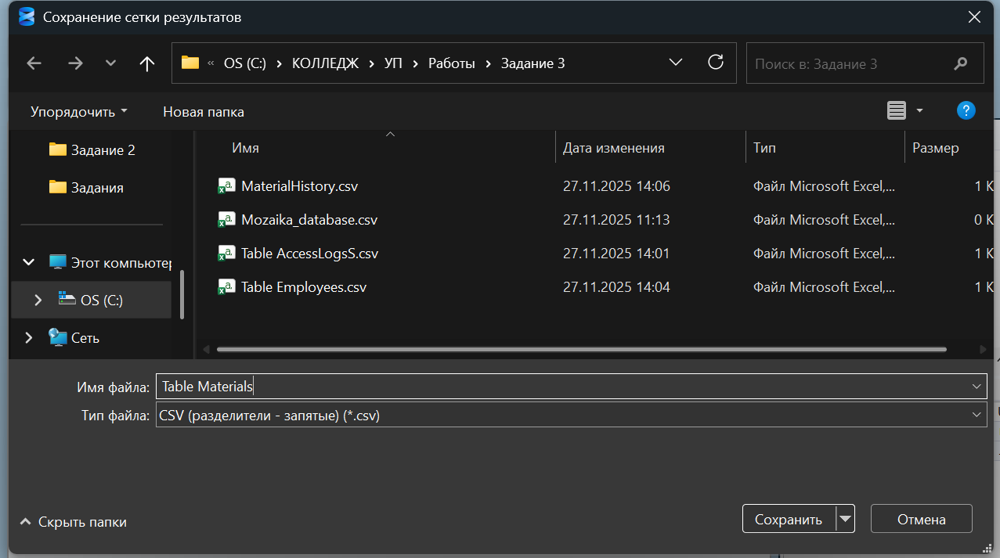 Сохранение сетки результатов
« OS (C:) › КОЛЛЕДЖ › УП › Работы › Задание 3
Поиск в: Задание 3
Упорядочить
Новая папка
?
Задание 2
Задания
Этот компьютер
OS (C:)
Сеть
Имя Дата изменения Тип Размер
MaterialHistory.csv 27.11.2025 14:06 Файл Microsoft Excel,... 1 К
Mozaika_database.csv 27.11.2025 11:13 Файл Microsoft Excel,... 0 К
Table AccessLogsS.csv 27.11.2025 14:01 Файл Microsoft Excel,... 1 К
Table Employees.csv 27.11.2025 14:04 Файл Microsoft Excel,... 1 К
Имя файла: Table Materials
Тип файла: CSV (разделители - запятые) (*.csv)
Скрыть папки
Сохранить
Отмена